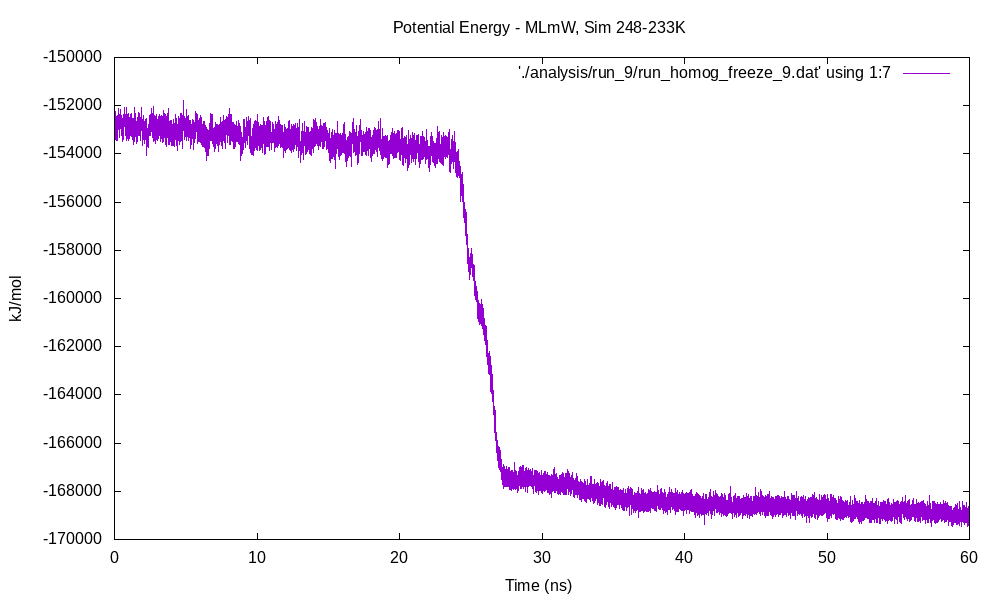 Potential Energy - MLmW, Sim 248-233K
'./analysis/run_9/run_homog_freeze_9.dat' using 1:7
-150000
-152000
-154000
-156000
-158000
-160000
-162000
-164000
-166000
-168000
-170000
kJ/mol
0 10 20 30 40 50 60
Time (ns)